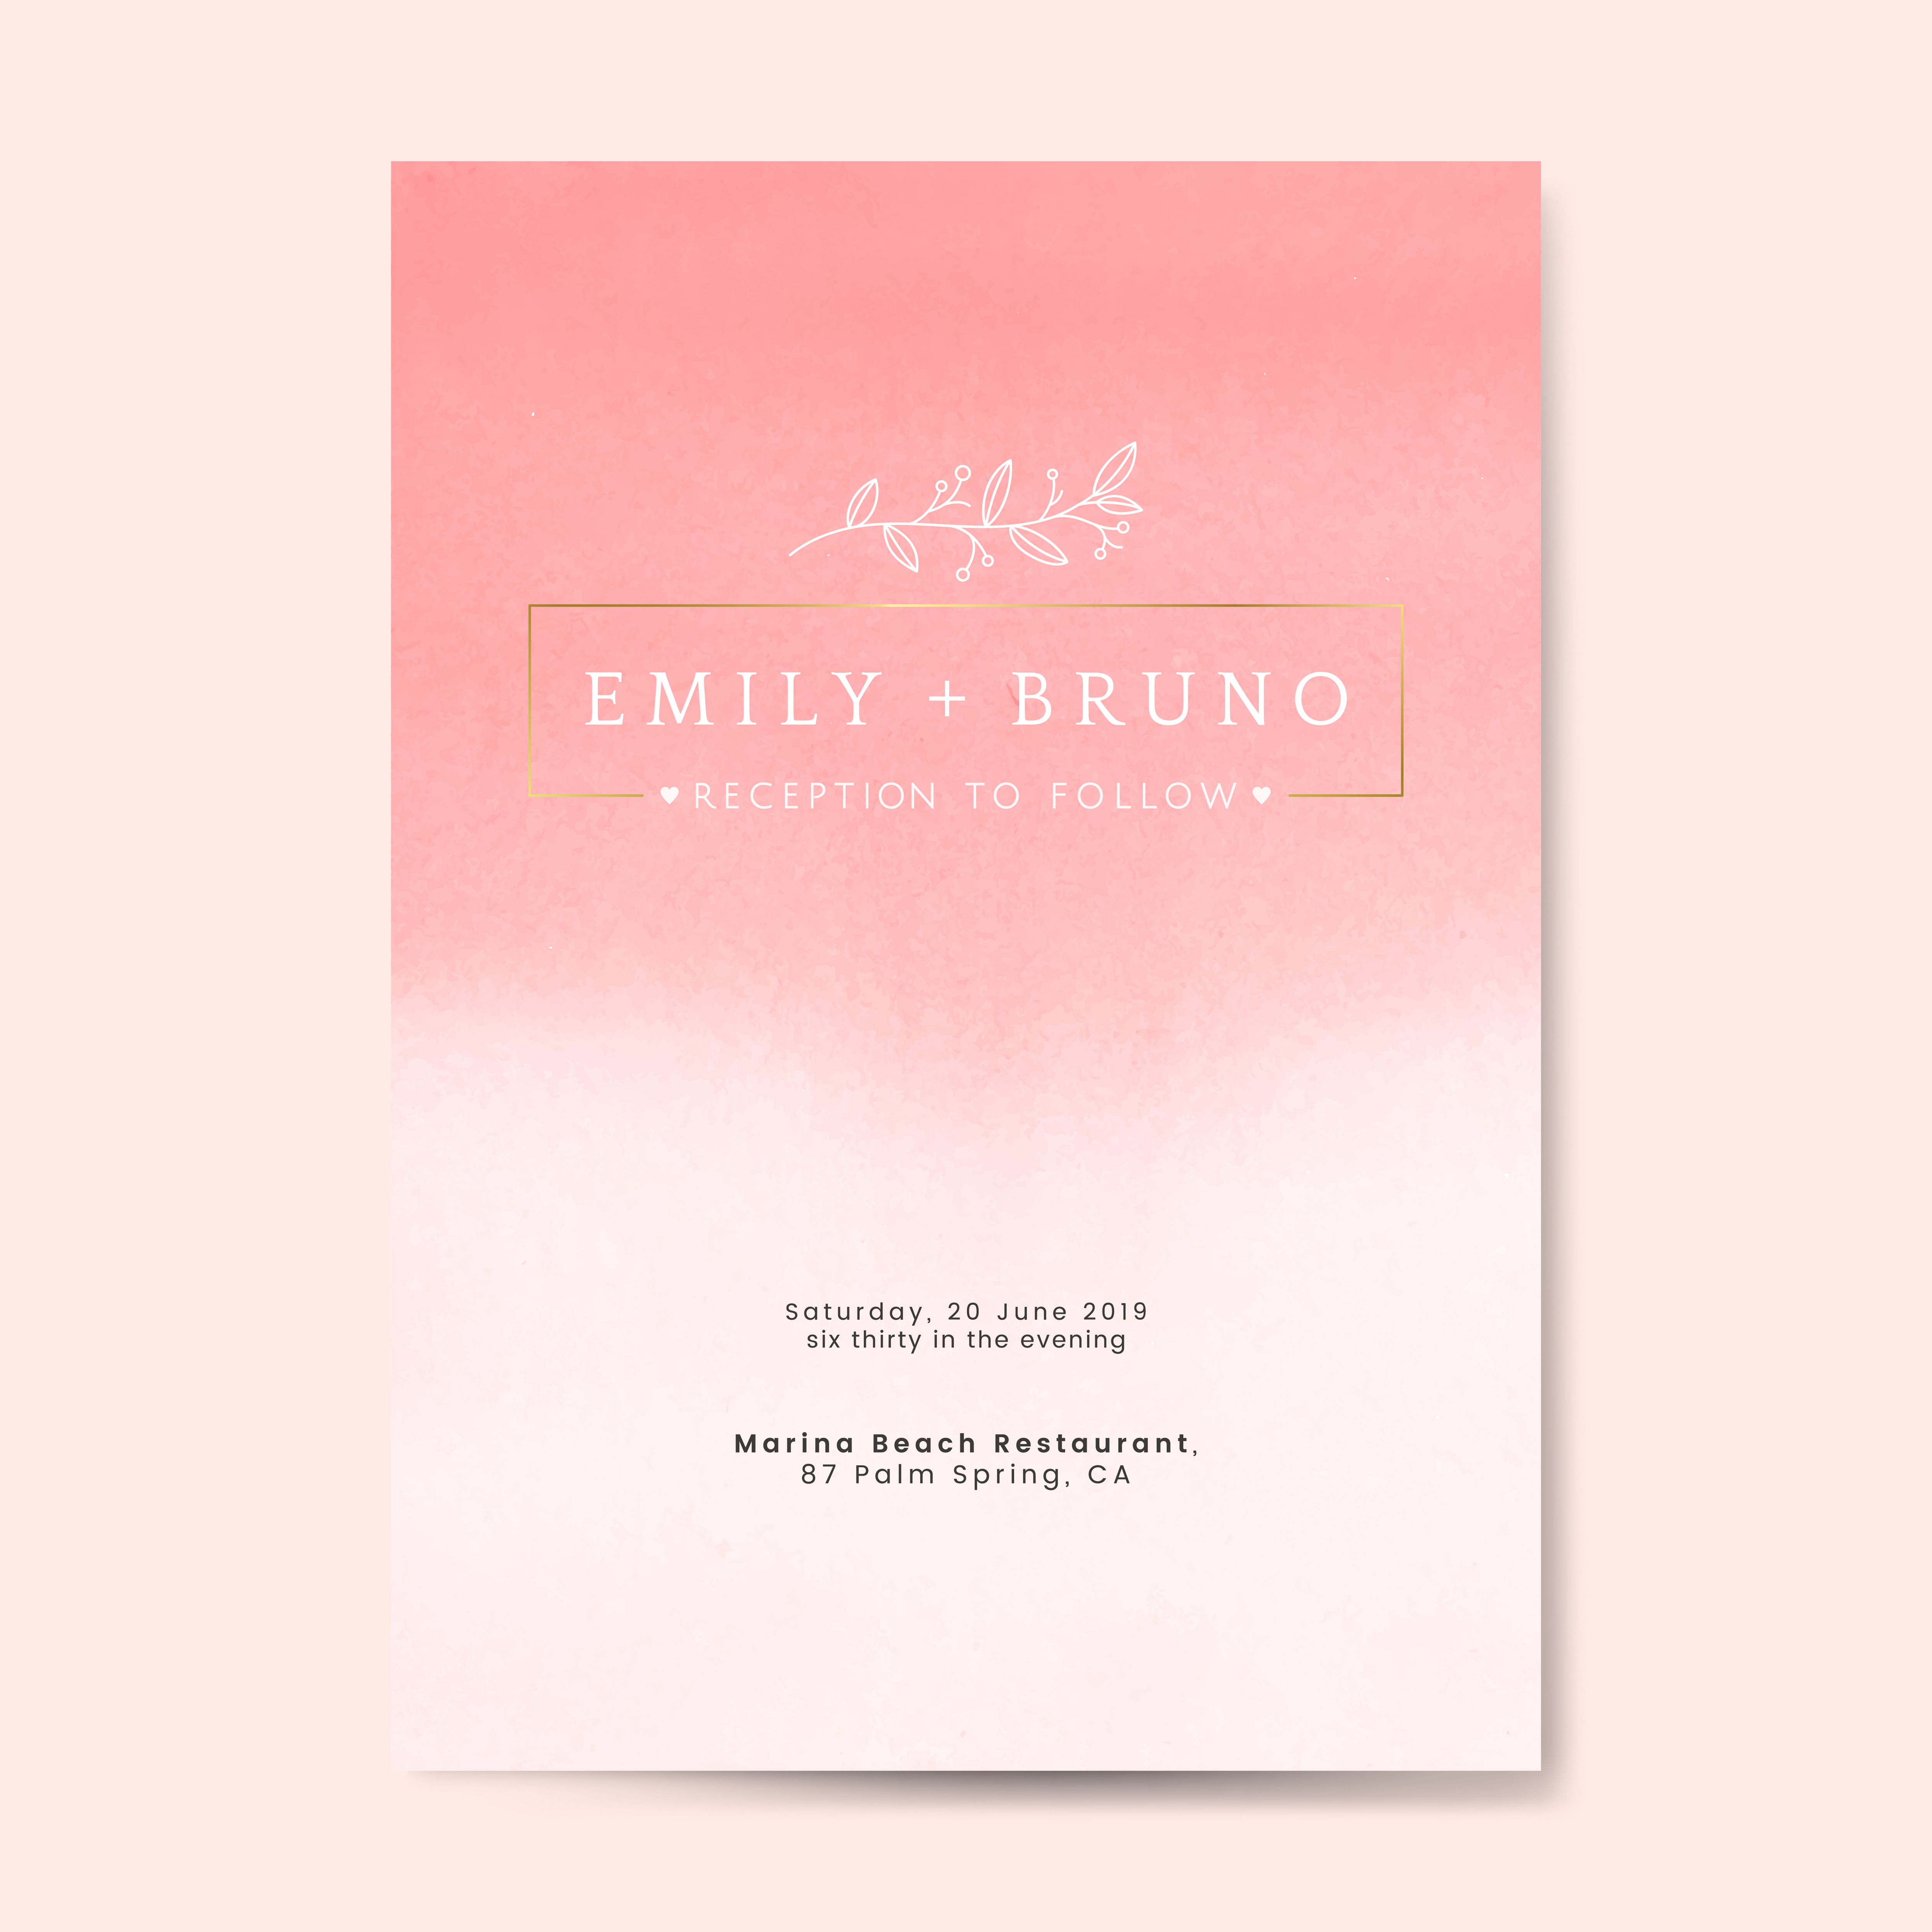 EMILY + BRUNO
RECEPTION TO FOLLOW
Saturday, 20 June 2019
six thirty in the evening
Marina Beach Restaurant,
87 Palm Spring, CA